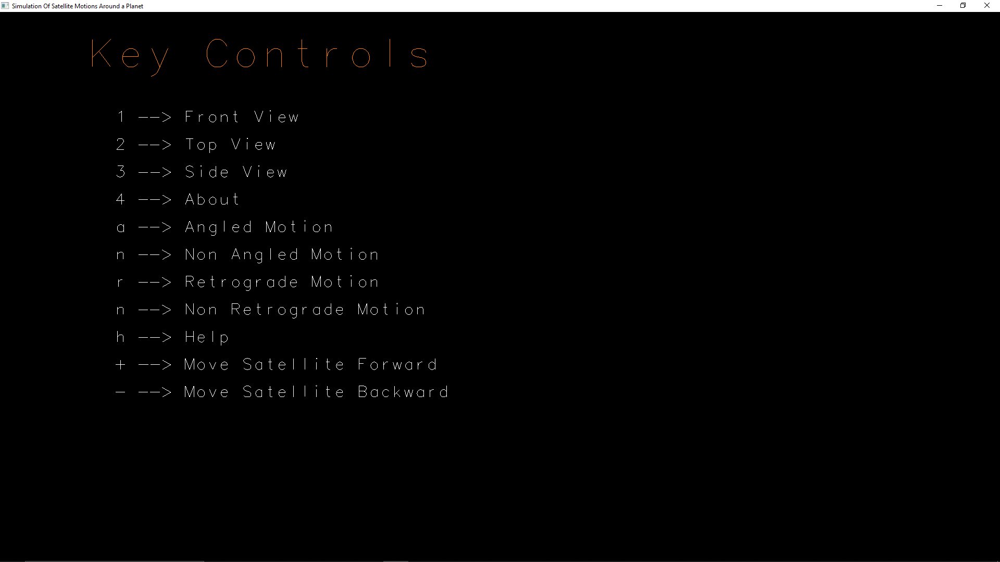 Simulation Of Satellite Motions Around a Planet
Key Controls
1 --> Front View
2 --> Top View
3 --> Side View
4 --> About
a --> Angled Motion
n --> Non Angled Motion
r --> Retrograde Motion
n --> Non Retrograde Motion
h --> Help
+ --> Move Satellite Forward
- --> Move Satellite Backward